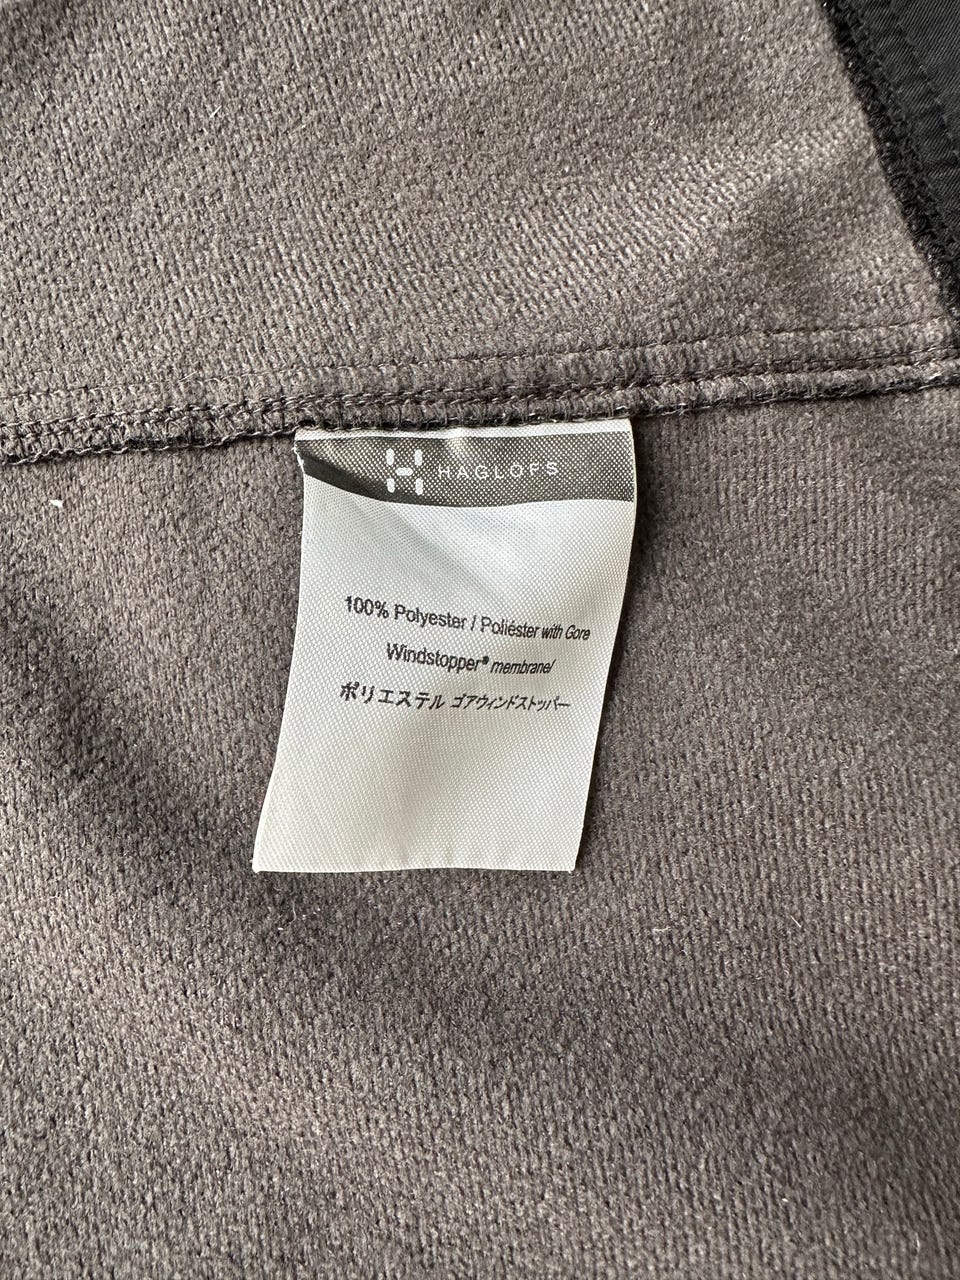 HAGLOFS
100% Polyester / Poliéster with Gore
Windstopper® membrane/
ポリエステル ゴアウィンドストッパー